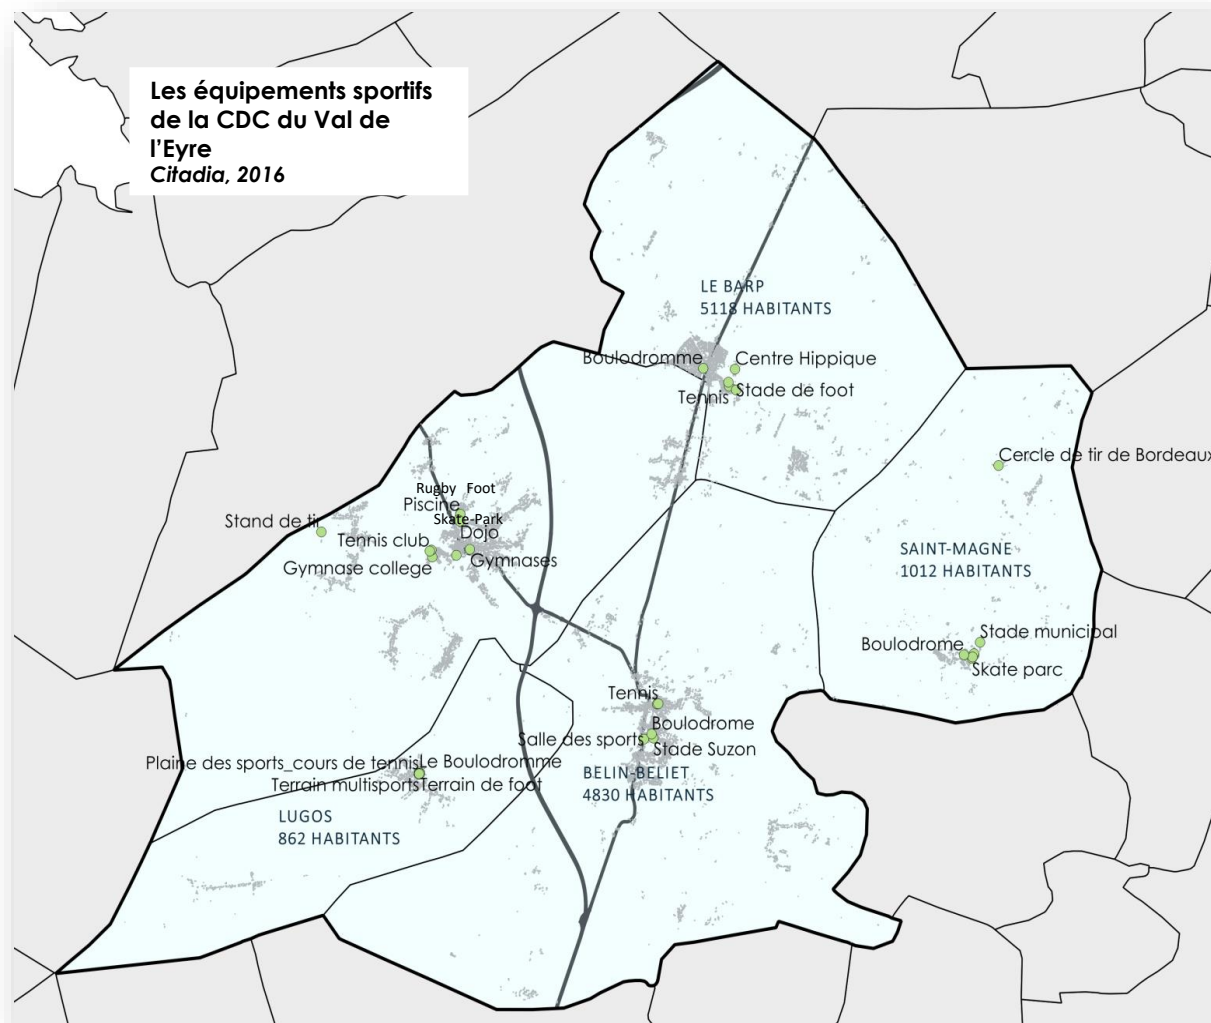 Les équipements sportifs
de la CDC du Val de
l'Eyre
Citadia, 2016
LE BARP
5118 HABITANTS
Boulodromme
Centre Hippique
Tennis
Stade de foot
Cercle de tir de Bordeaux
Rugby Foot
Piscine
Skate-Park
Stand de tir
Tennis club
Dojo
Gymnase college
Gymnases
SAINT-MAGNE
1012 HABITANTS
Stade municipal
Boulodrome
Skate parc
Tennis
Boulodrome
Salle des sports
Stade Suzon
Plaine des sports_cours de tennis
Le Boulodromme
Terrain multisports
Terrain de foot
BELIN-BELIET
4830 HABITANTS
LUGOS
862 HABITANTS